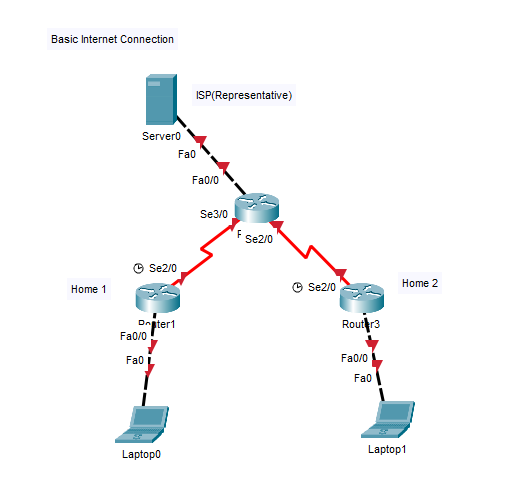 Basic Internet Connection
ISP(Representative)
Server0
Fa0
Fa0/0
Se3/0
Se2/0
Se2/0
Home 1
Se2/0
Home 2
Router1
Router3
Fa0/0
Fa0
Fa0/0
Fa0
Laptop0
Laptop1